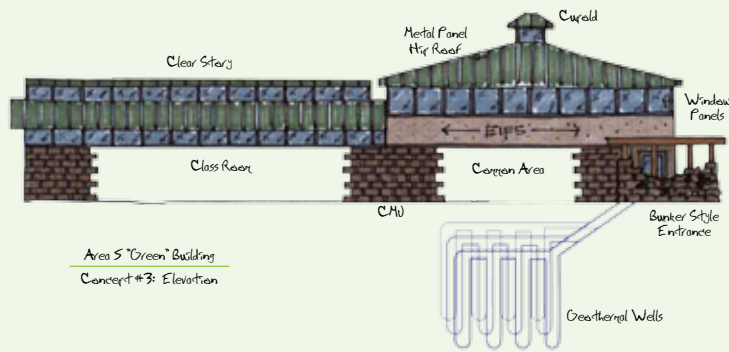 Cupola
Metal Panel
Hip Roof
Clear Story
Window
Panels
EIFS
Class Room
Common Area
CMU
Bunker Style
Entrance
Area 5 "Green" Building
Concept #3: Elevation
Geothermal Wells